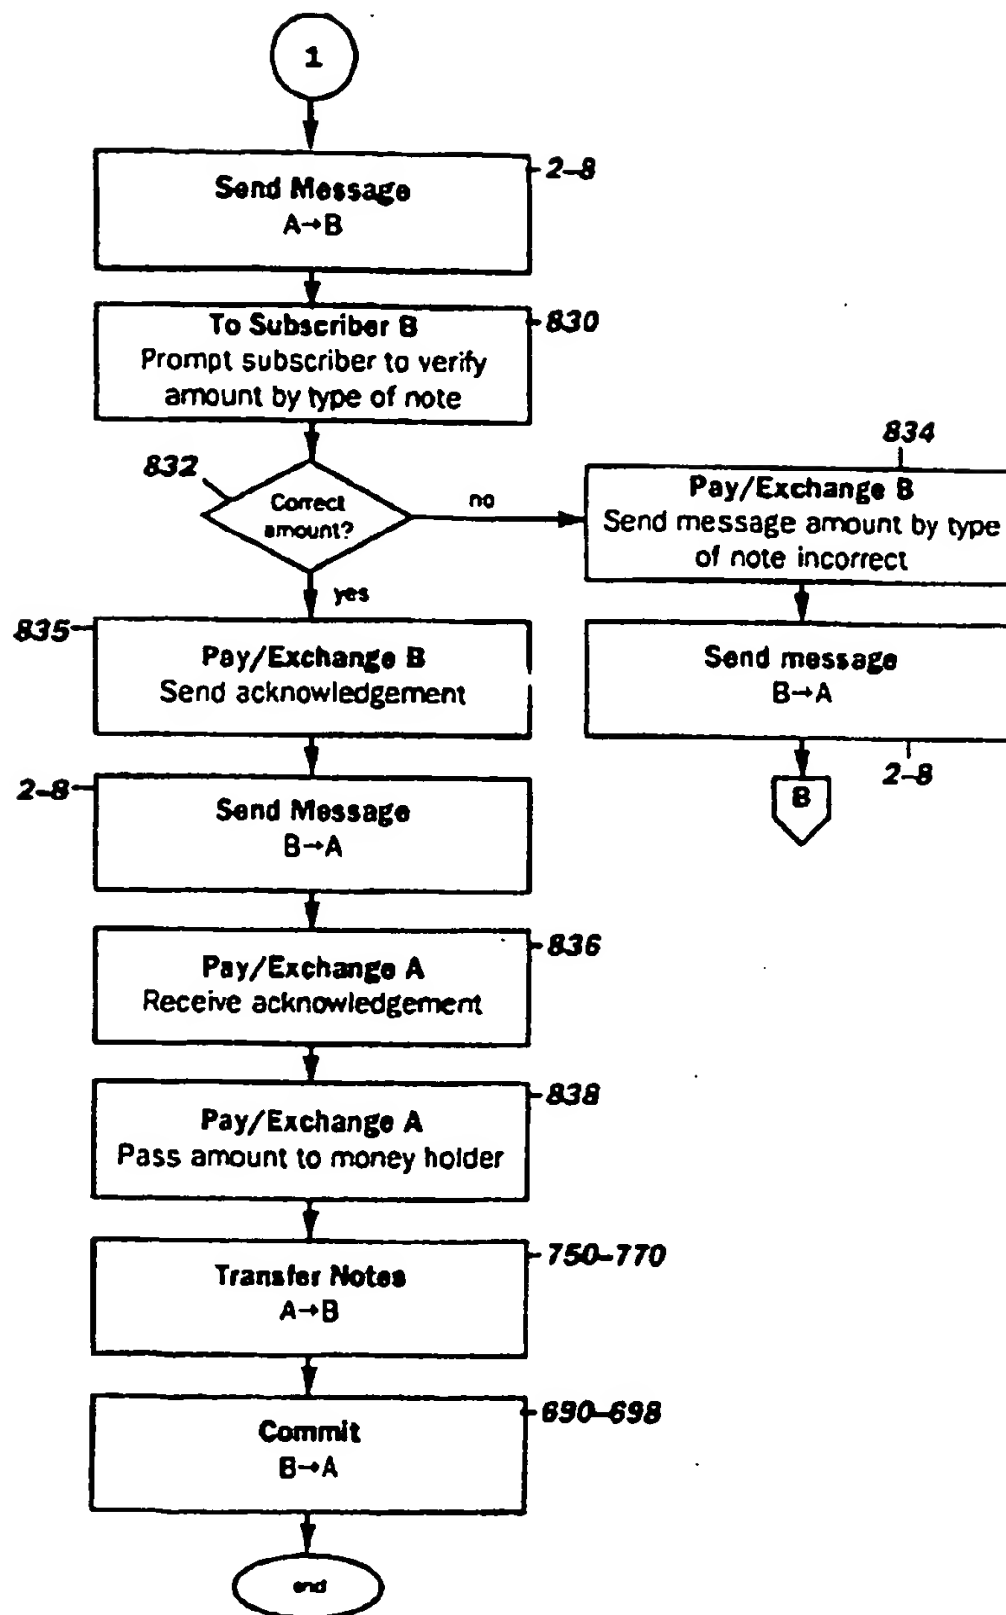 1
Send Message
A→B
2-8
To Subscriber B
Prompt subscriber to verify
amount by type of note
830
832
Correct
amount?
no
yes
834
Pay/Exchange B
Send message amount by type
of note incorrect
Send message
B→A
2-8
B
835
Pay/Exchange B
Send acknowledgement
2-8
Send Message
B→A
Pay/Exchange A
Receive acknowledgement
836
Pay/Exchange A
Pass amount to money holder
838
Transfer Notes
A→B
750-770
Commit
B→A
690-698
end